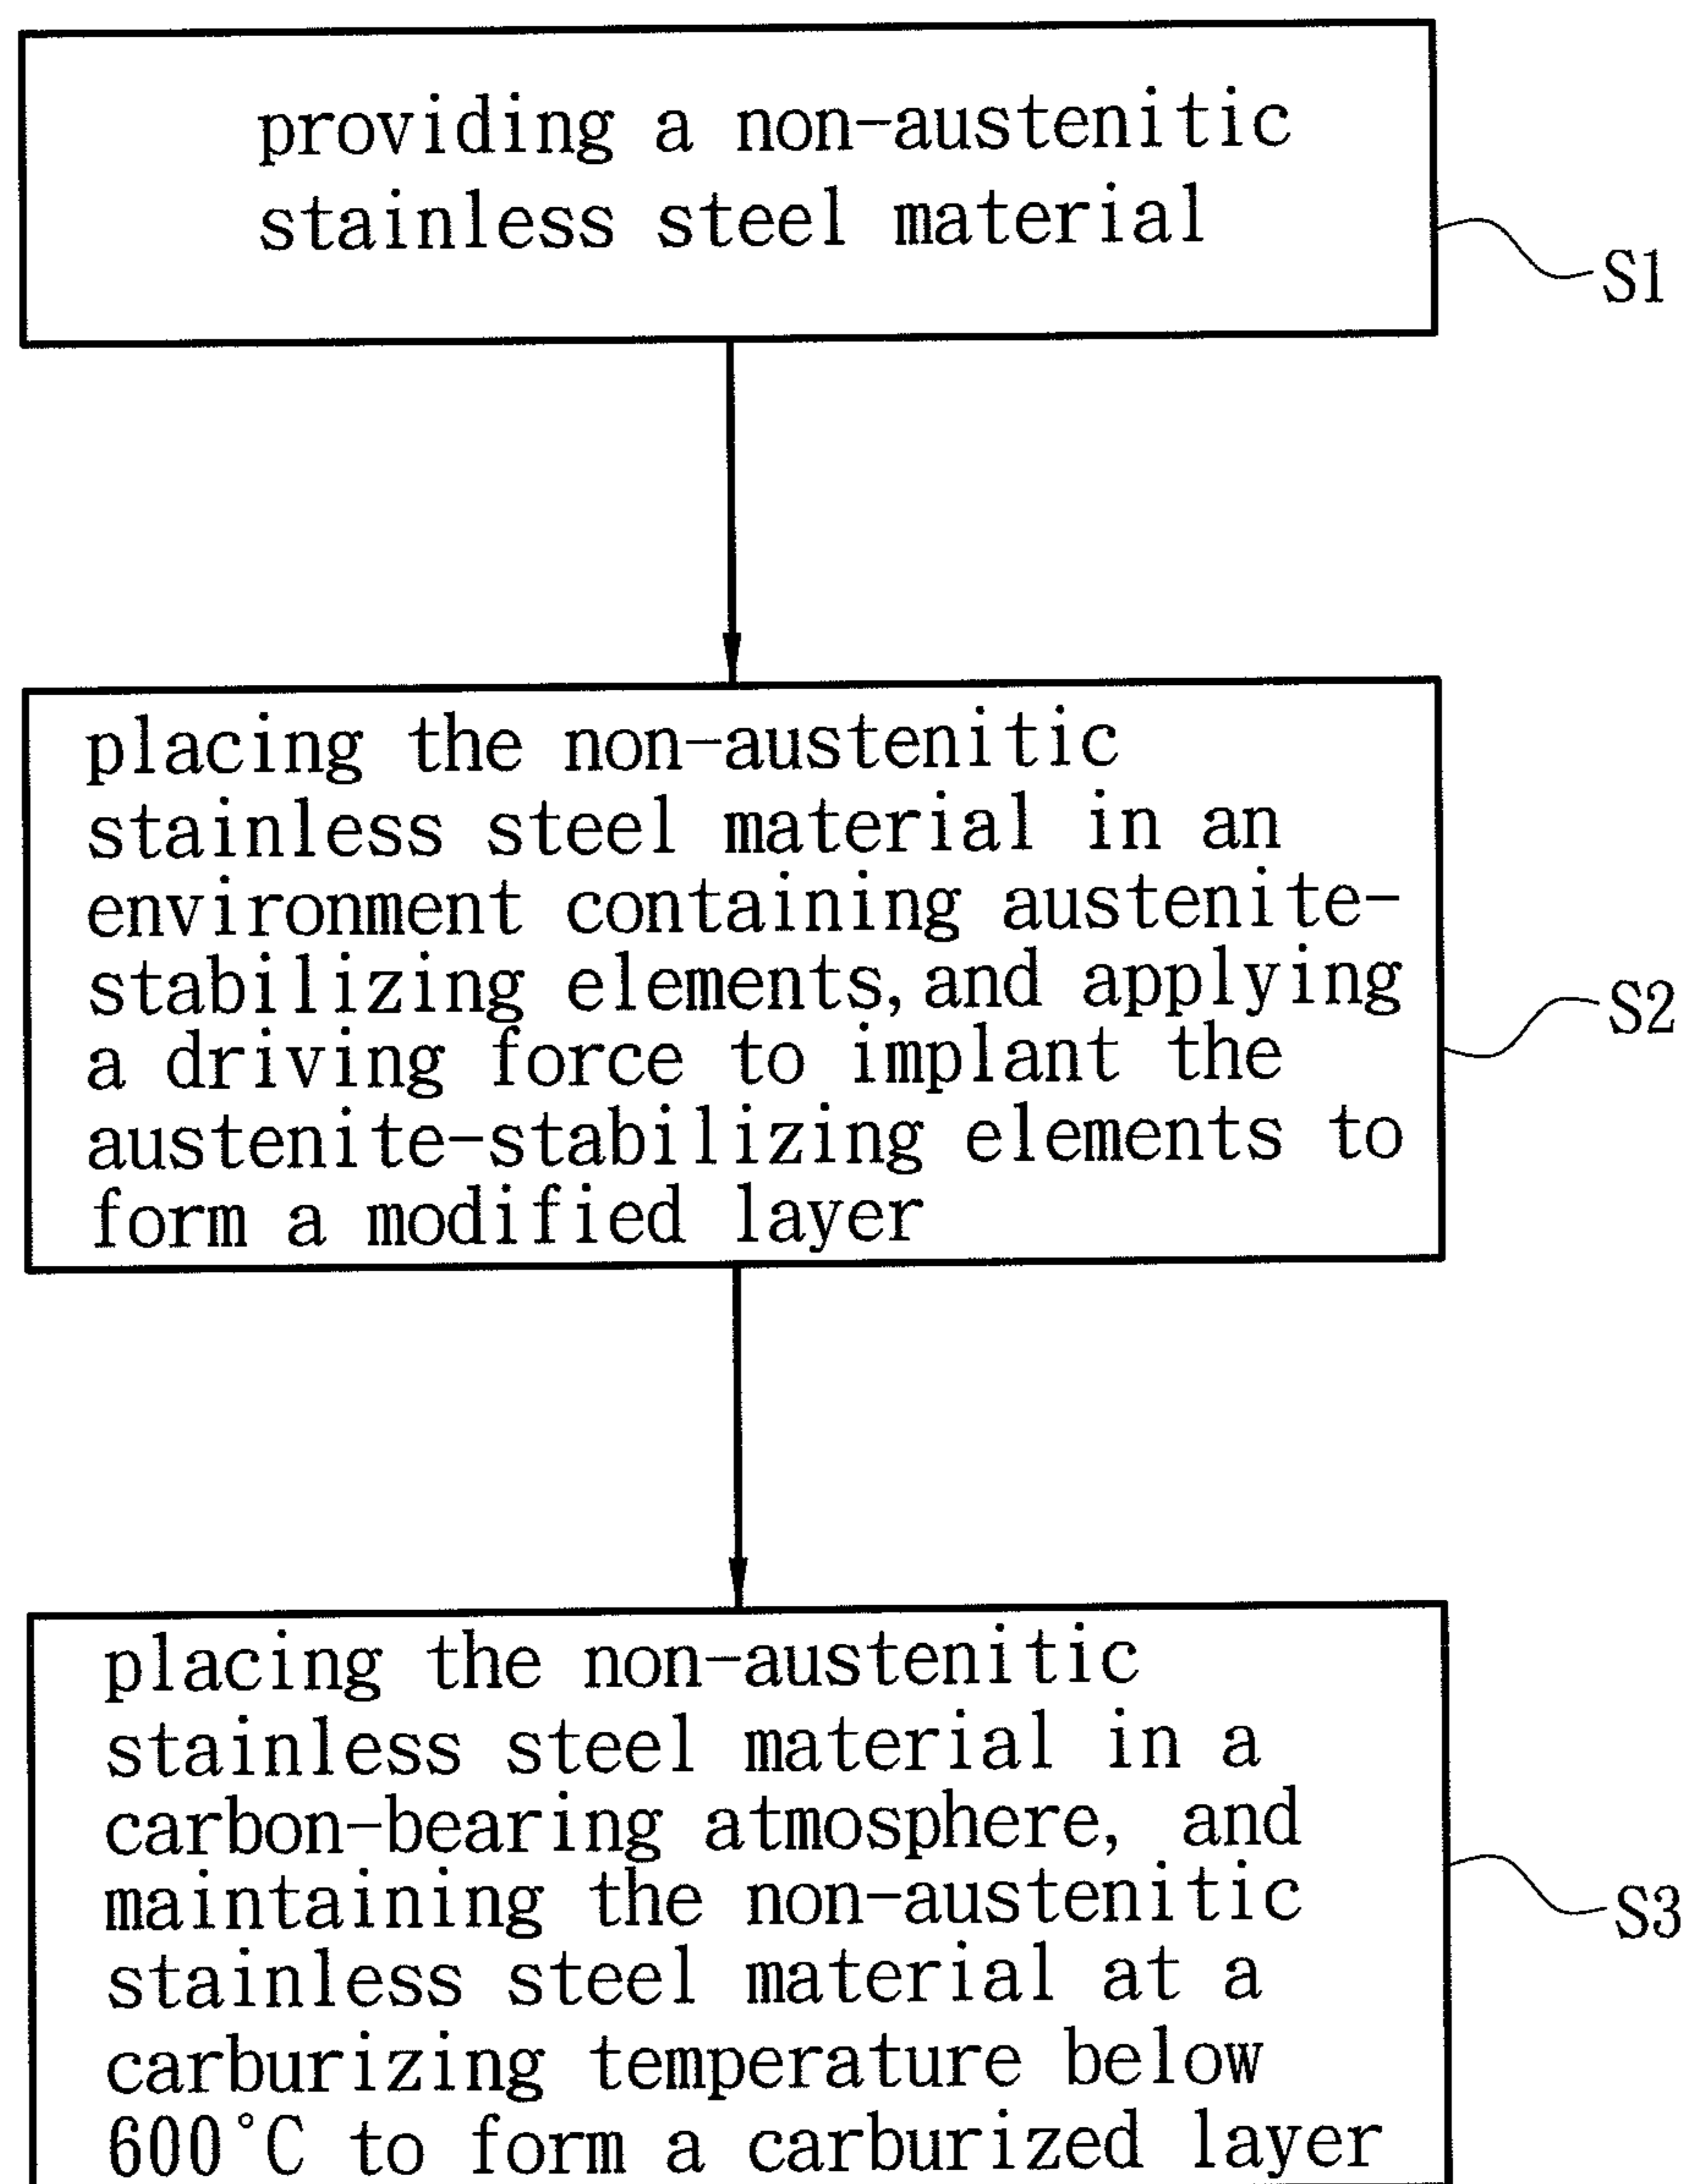 providing a non-austenitic
stainless steel material
S1
placing the non-austenitic
stainless steel material in an
environment containing austenite-
stabilizing elements, and applying
a driving force to implant the
austenite-stabilizing elements to
form a modified layer
S2
placing the non-austenitic
stainless steel material in a
carbon-bearing atmosphere, and
maintaining the non-austenitic
stainless steel material at a
carburizing temperature below
600°C to form a carburized layer
S3